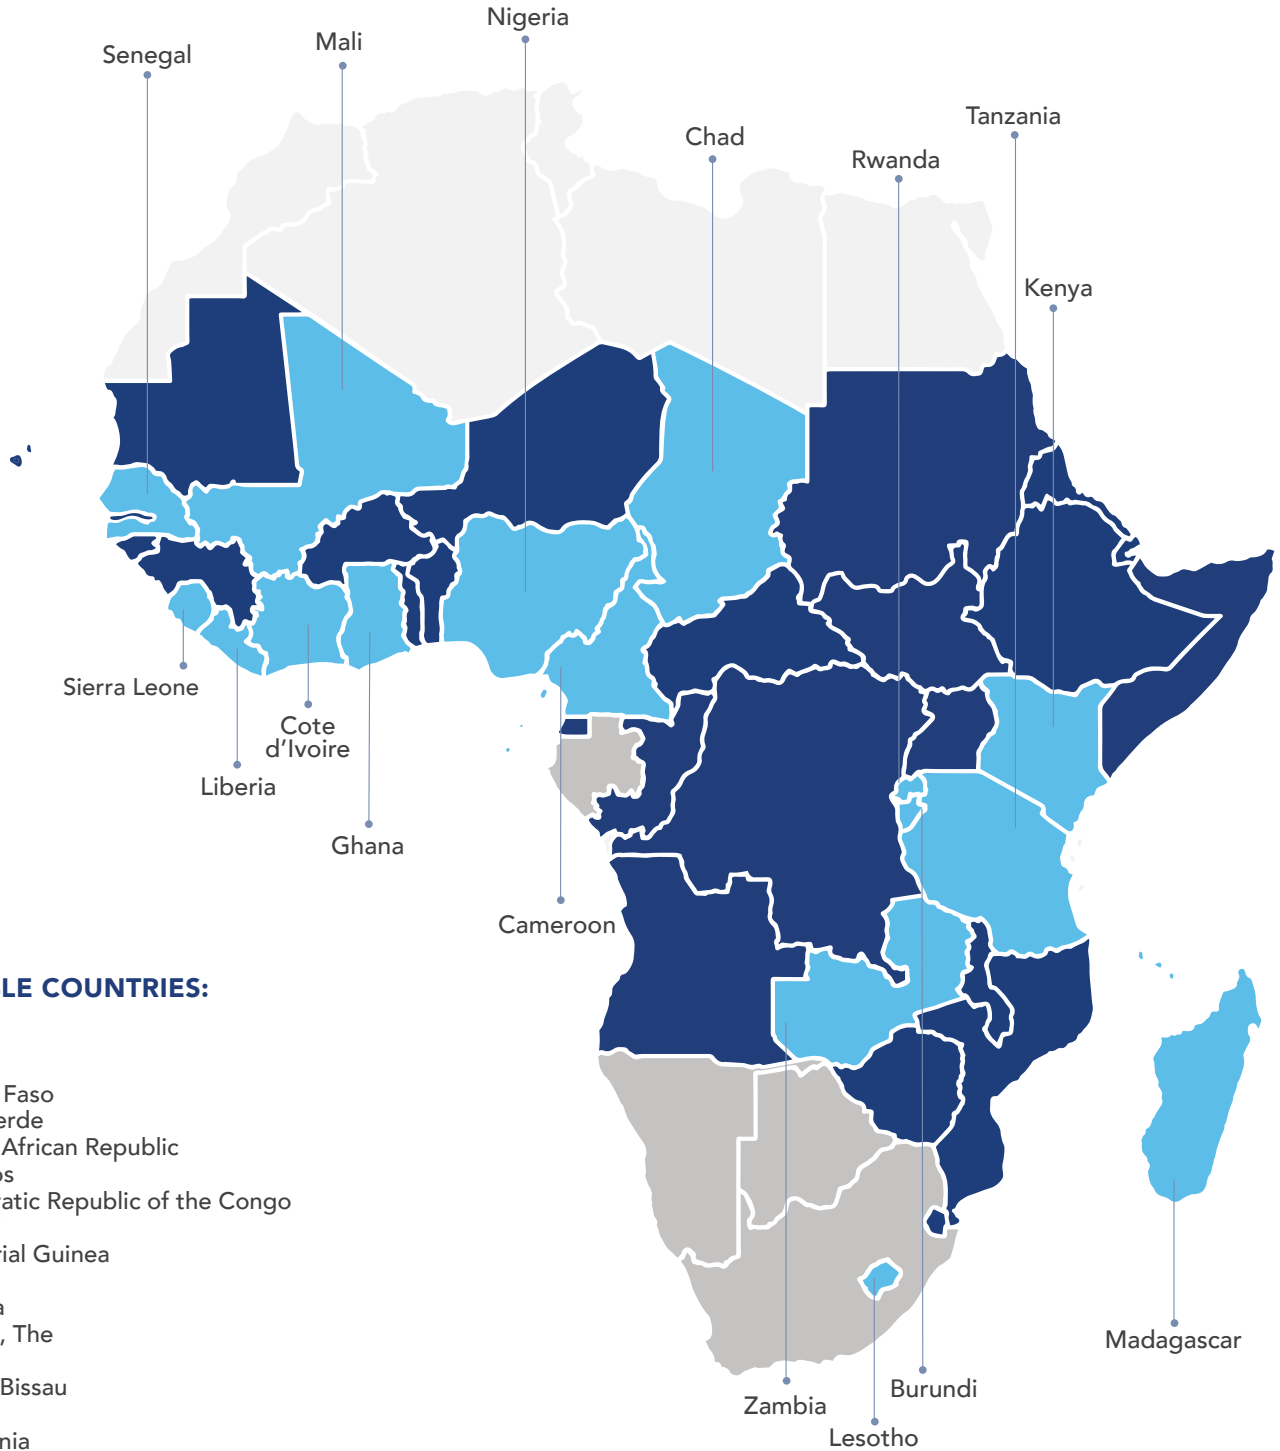 Nigeria
Mali
Senegal
Tanzania
Chad
Rwanda
Kenya
Sierra Leone
Cote
d'Ivoire
Liberia
Ghana
Cameroon
LE COUNTRIES:
Faso
erde
African Republic
os
ratic Republic of the Congo
rial Guinea
a
, The
Bissau
nia
Madagascar
Burundi
Zambia
Lesotho